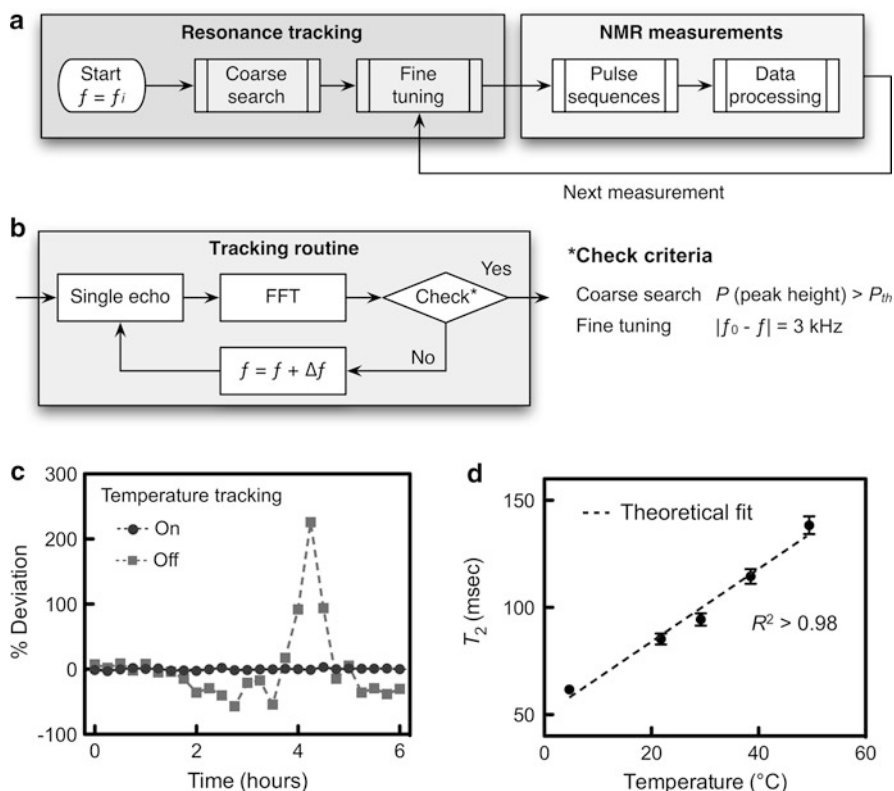 a
Resonance tracking
NMR measurements
Start
f = fi
Coarse
search
Fine
tuning
Pulse
sequences
Data
processing
Next measurement
b
Tracking routine
Single echo
FFT
Check*
Yes
No
f = f + Δf
*Check criteria
Coarse search P (peak height) > Pth
Fine tuning |f0 - f| = 3 kHz
c
300
200
100
0
-100
% Deviation
Temperature tracking
On
Off
0 2 4 6
Time (hours)
d
150
100
50
T2 (msec)
Theoretical fit
R2 > 0.98
0 20 40 60
Temperature (°C)